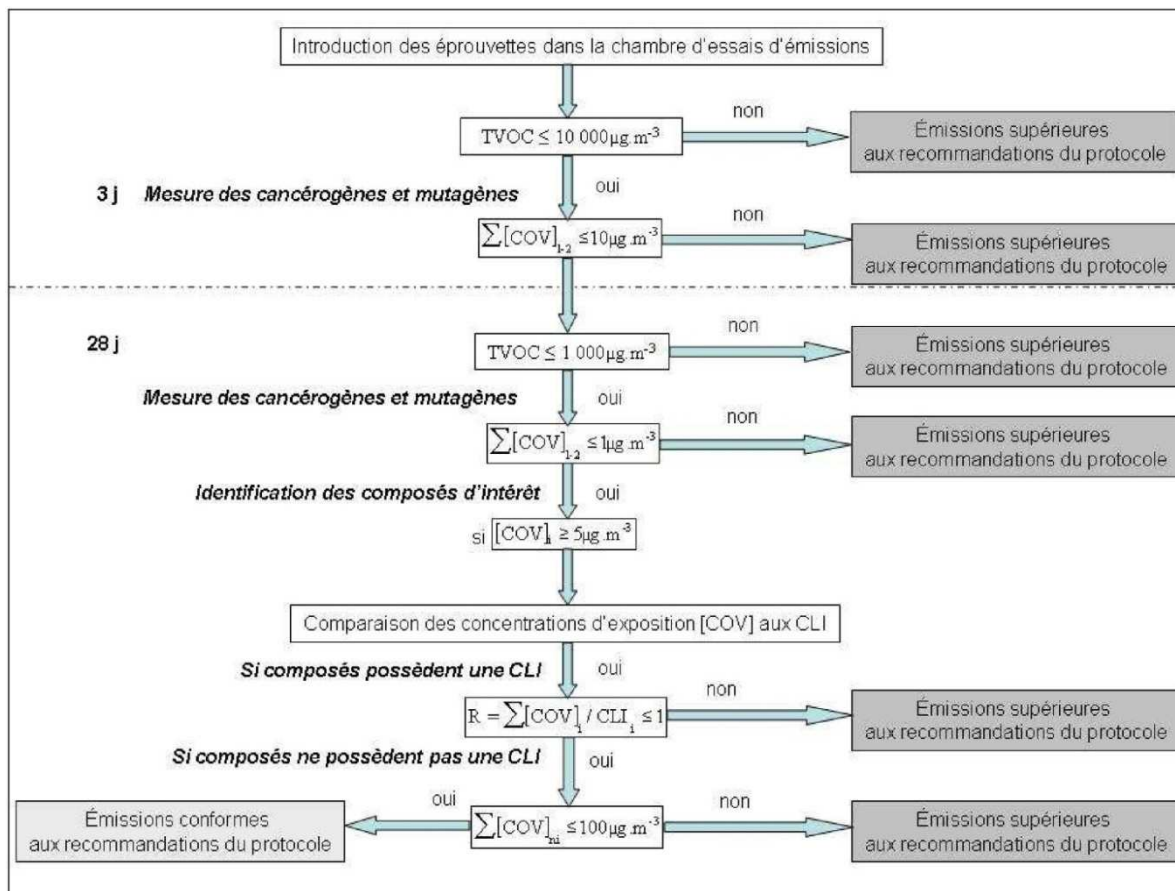 Introduction des éprouvettes dans la chambre d'essais d'émissions
non
TVOC ≤ 10 000µg.m⁻³
Émissions supérieures
aux recommandations du protocole
oui
3 j Mesure des cancérogènes et mutagènes
non
∑[COV]₁₋₂ ≤10µg.m⁻³
Émissions supérieures
aux recommandations du protocole
28 j
non
TVOC ≤ 1 000µg.m⁻³
Émissions supérieures
aux recommandations du protocole
Mesure des cancérogènes et mutagènes
oui
non
∑[COV]₁₋₂ ≤1µg.m⁻³
Émissions supérieures
aux recommandations du protocole
Identification des composés d'intérêt
oui
si [COV]ᵢ ≥ 5µg.m⁻³
Comparaison des concentrations d'exposition [COV] aux CLI
Si composés possèdent une CLI
oui
non
R = ∑[COV]ᵢ / CLIᵢ ≤ 1
Émissions supérieures
aux recommandations du protocole
Si composés ne possèdent pas une CLI
oui
oui
non
Émissions conformes
aux recommandations du protocole
∑[COV]ₙᵢ ≤100µg.m⁻³
Émissions supérieures
aux recommandations du protocole